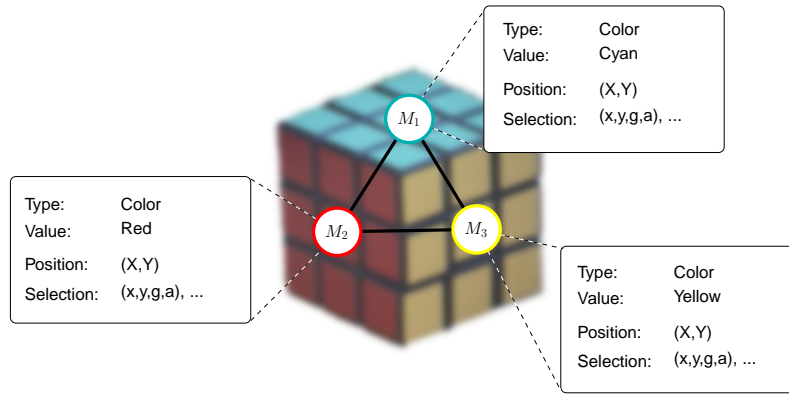 Type: Color
Value: Cyan
Position: (X,Y)
Selection: (x,y,g,a), ...
M1
Type: Color
Value: Red
Position: (X,Y)
Selection: (x,y,g,a), ...
M2
M3
Type: Color
Value: Yellow
Position: (X,Y)
Selection: (x,y,g,a), ...